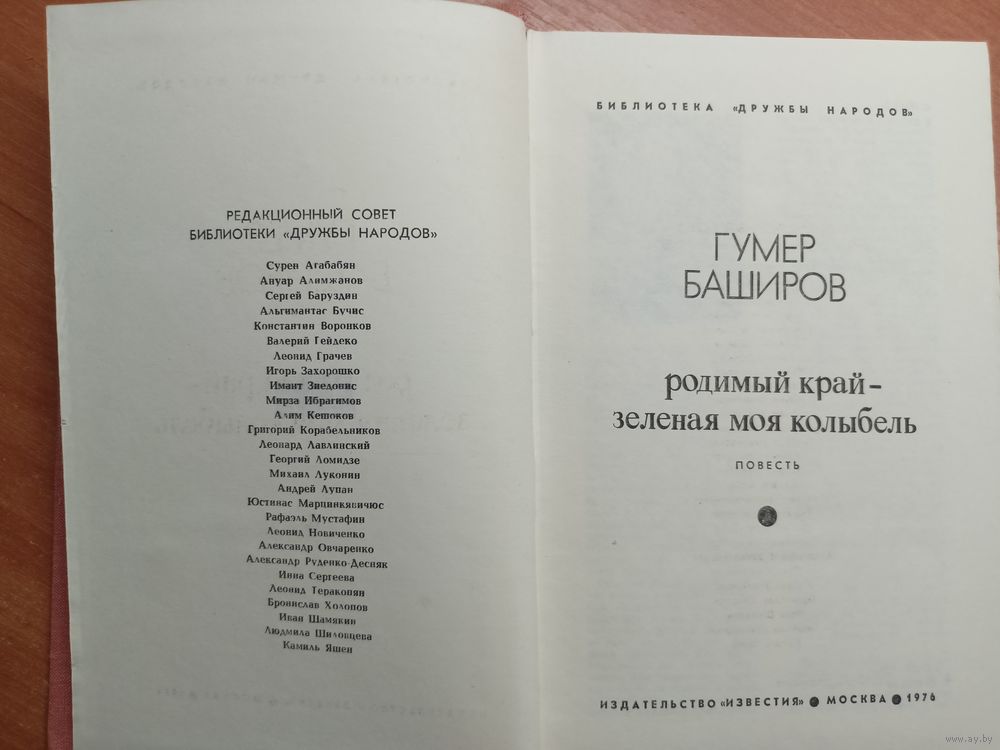 РЕДАКЦИОННЫЙ СОВЕТ
БИБЛИОТЕКИ «ДРУЖБЫ НАРОДОВ»
Сурен Агабабян
Ануар Алимжанов
Сергей Баруздин
Альгимантас Бучис
Константин Воронков
Валерий Гейдеко
Леонид Грачев
Игорь Захорошко
Имант Зиедонис
Мирза Ибрагимов
Алим Кешоков
Григорий Корабельников
Леонард Лавлинский
Георгий Ломидзе
Михаил Луконин
Андрей Лупан
Юстинас Марцинкявичюс
Рафаэль Мустафин
Леонид Новиченко
Александр Овчаренко
Александр Руденко-Десняк
Инна Сергеева
Леонид Теракопян
Бронислав Холопов
Иван Шамякин
Людмила Шиловцева
Камиль Яшен
БИБЛИОТЕКА «ДРУЖБЫ НАРОДОВ»
ГУМЕР
БАШИРОВ
родимый край-
зеленая моя колыбель
ПОВЕСТЬ
ИЗДАТЕЛЬСТВО «ИЗВЕСТИЯ» ● МОСКВА ● 1976
www.ay.by